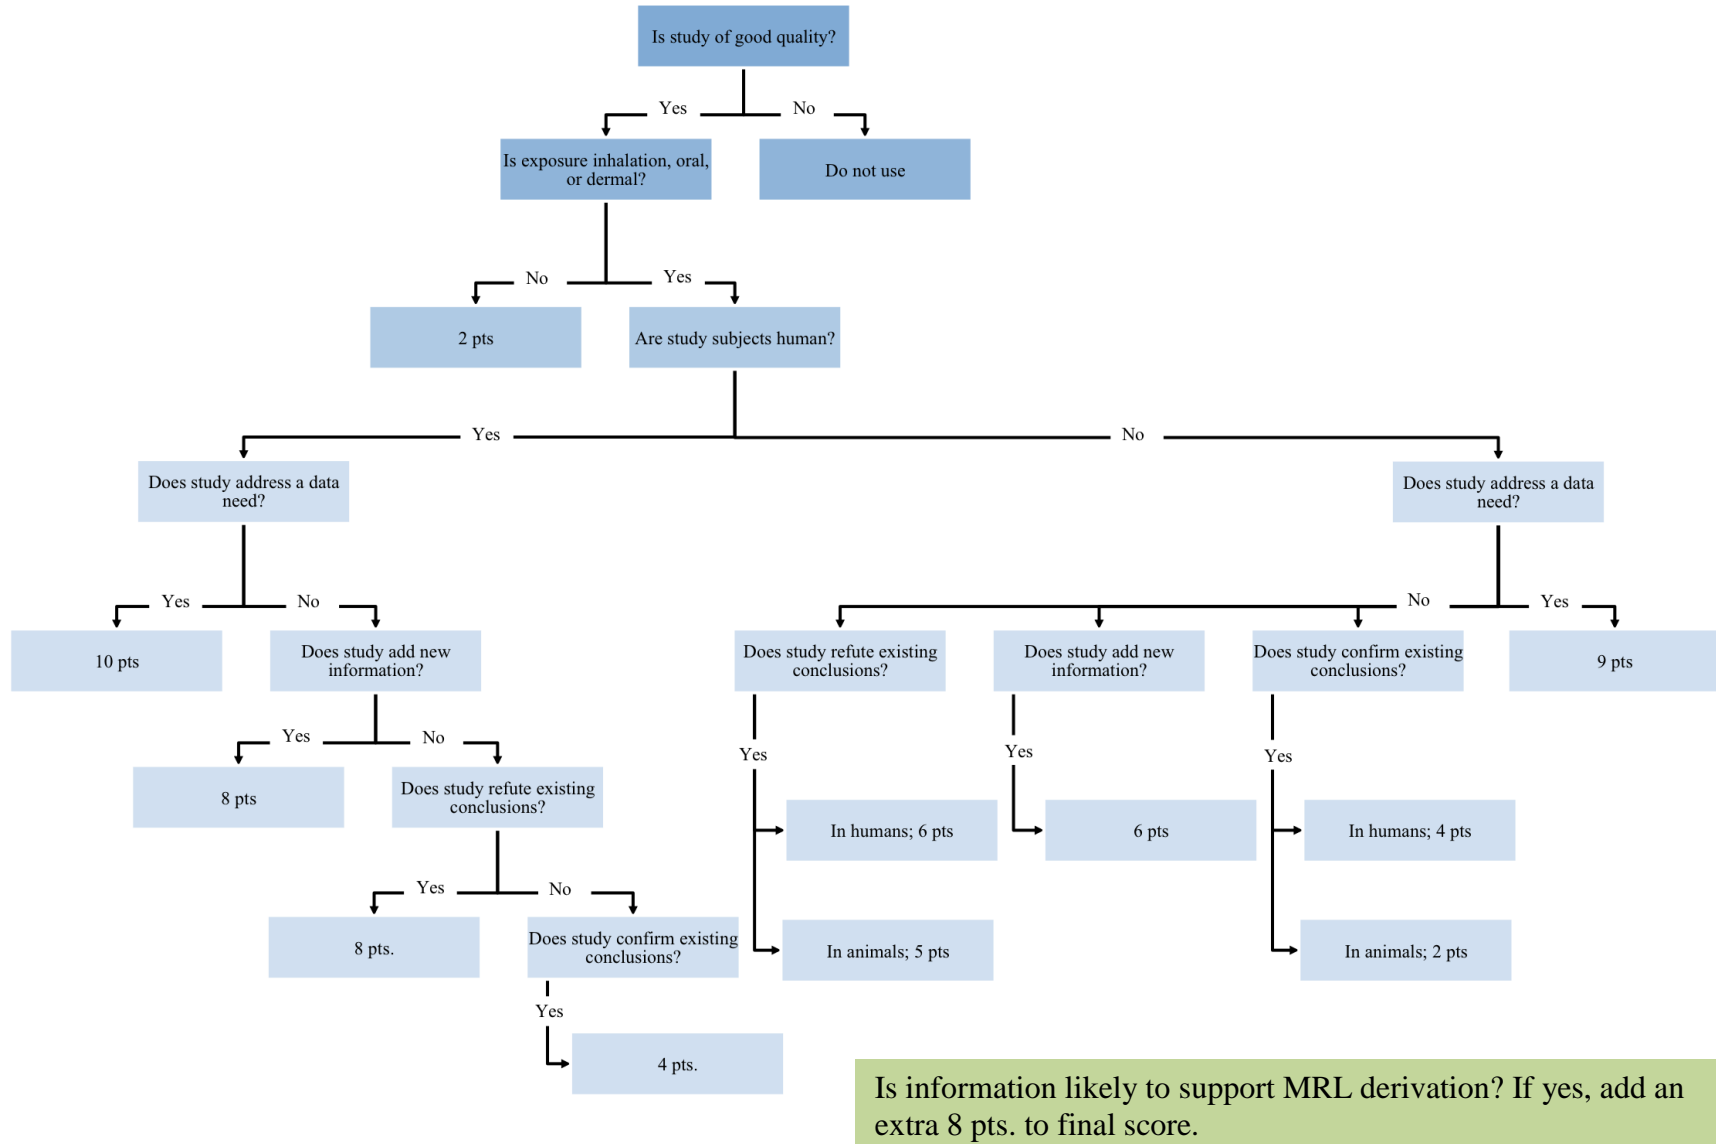 Is study of good quality?
Yes
No
Is exposure inhalation, oral,
or dermal?
Do not use
No
Yes
2 pts
Are study subjects human?
Yes
No
Does study address a data
need?
Does study address a data
need?
Yes
No
No
Yes
10 pts
Does study add new
information?
Does study refute existing
conclusions?
Does study add new
information?
Does study confirm existing
conclusions?
9 pts
Yes
No
Yes
Yes
Yes
8 pts
Does study refute existing
conclusions?
In humans; 6 pts
6 pts
In humans; 4 pts
Yes
No
8 pts.
Does study confirm existing
conclusions?
In animals; 5 pts
In animals; 2 pts
Yes
4 pts.
Is information likely to support MRL derivation? If yes, add an
extra 8 pts. to final score.